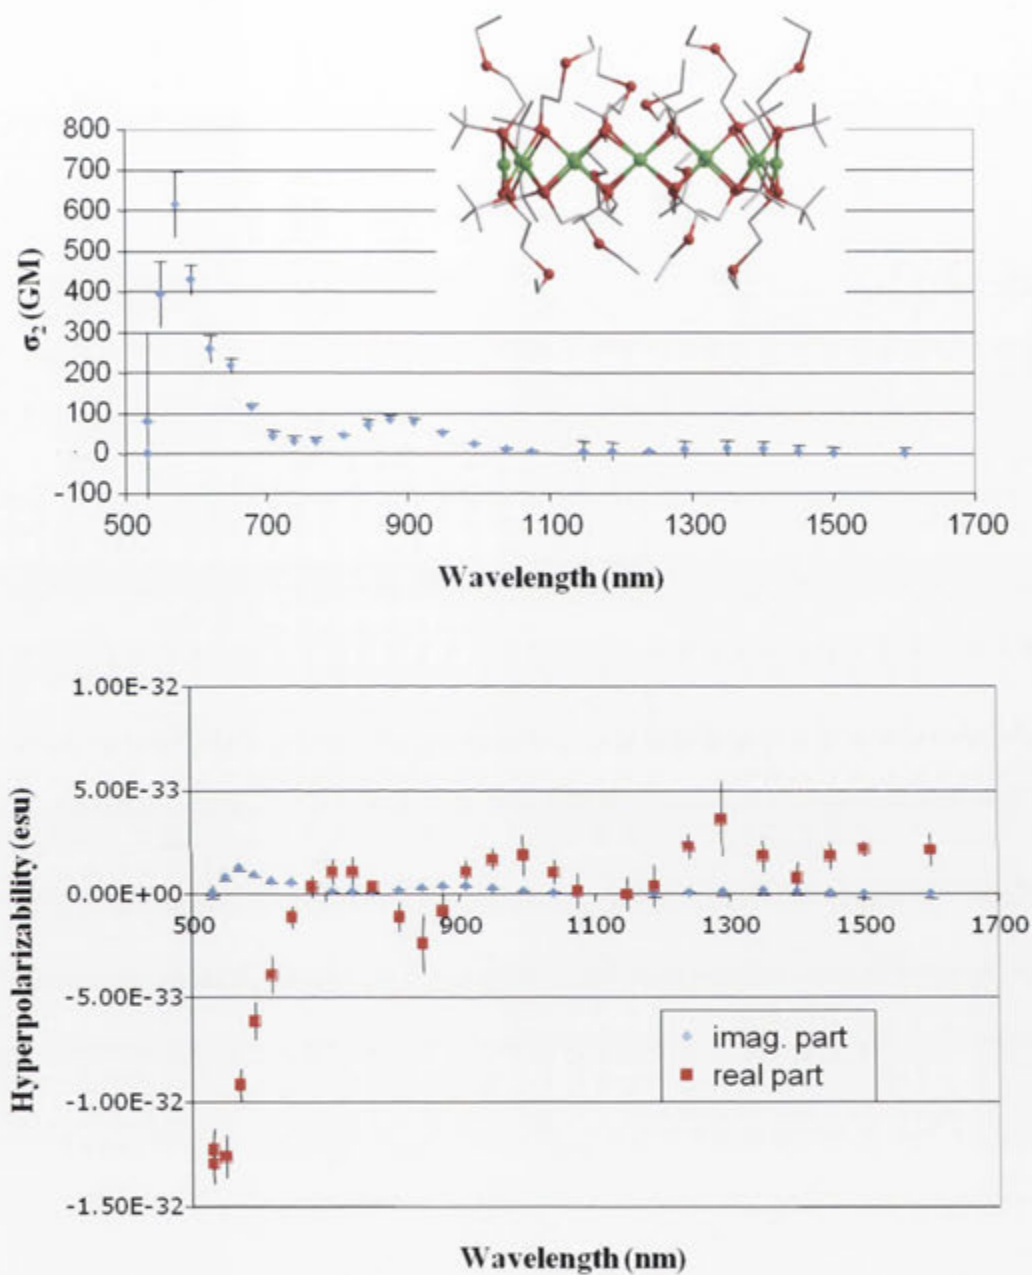 800
700
600
500
400
300
200
100
0
-100
σ₂ (GM)
500 700 900 1100 1300 1500 1700
Wavelength (nm)
1.00E-32
5.00E-33
0.00E+00
-5.00E-33
-1.00E-32
-1.50E-32
Hyperpolarizability (esu)
500 900 1100 1300 1500 1700
imag. part
real part
Wavelength (nm)